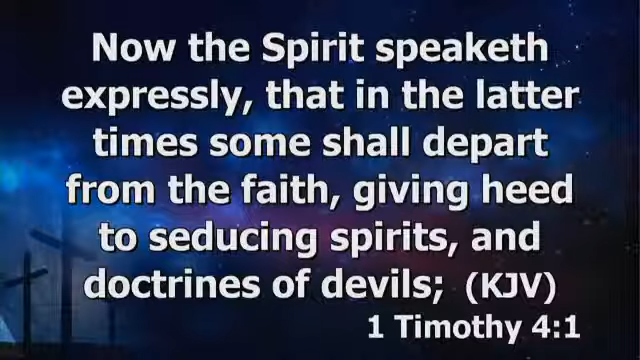 Now the Spirit speaketh
expressly, that in the latter
times some shall depart
from the faith, giving heed
to seducing spirits, and
doctrines of devils; (KJV)
1 Timothy 4:1